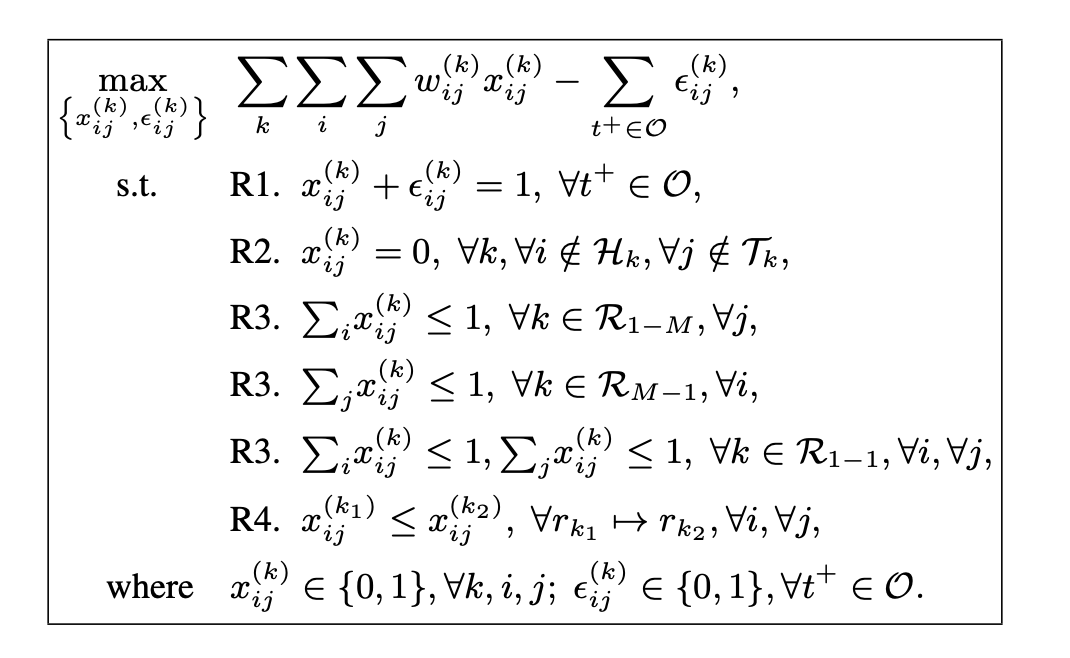 max_{\{x_{ij}^{(k)},\epsilon_{ij}^{(k)}\}} \sum_k \sum_i \sum_j w_{ij}^{(k)} x_{ij}^{(k)} - \sum_{t^+ \in \mathcal{O}} \epsilon_{ij}^{(k)},
s.t. R1. x_{ij}^{(k)} + \epsilon_{ij}^{(k)} = 1, \forall t^+ \in \mathcal{O},
R2. x_{ij}^{(k)} = 0, \forall k, \forall i \notin \mathcal{H}_k, \forall j \notin \mathcal{T}_k,
R3. \sum_i x_{ij}^{(k)} \leq 1, \forall k \in \mathcal{R}_{1-M}, \forall j,
R3. \sum_j x_{ij}^{(k)} \leq 1, \forall k \in \mathcal{R}_{M-1}, \forall i,
R3. \sum_i x_{ij}^{(k)} \leq 1, \sum_j x_{ij}^{(k)} \leq 1, \forall k \in \mathcal{R}_{1-1}, \forall i, \forall j,
R4. x_{ij}^{(k_1)} \leq x_{ij}^{(k_2)}, \forall r_{k_1} \mapsto r_{k_2}, \forall i, \forall j,
where x_{ij}^{(k)} \in \{0,1\}, \forall k, i, j; \epsilon_{ij}^{(k)} \in \{0,1\}, \forall t^+ \in \mathcal{O}.